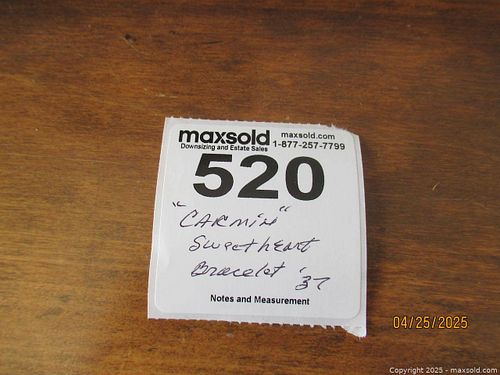 maxsold maxsold.com
Downsizing and Estate Sales 1-877-257-7799
520
"CARMIN"
Sweetheart
Bracelet '37
Notes and Measurement
04/25/2025
Copyright 2025 - maxsold.com